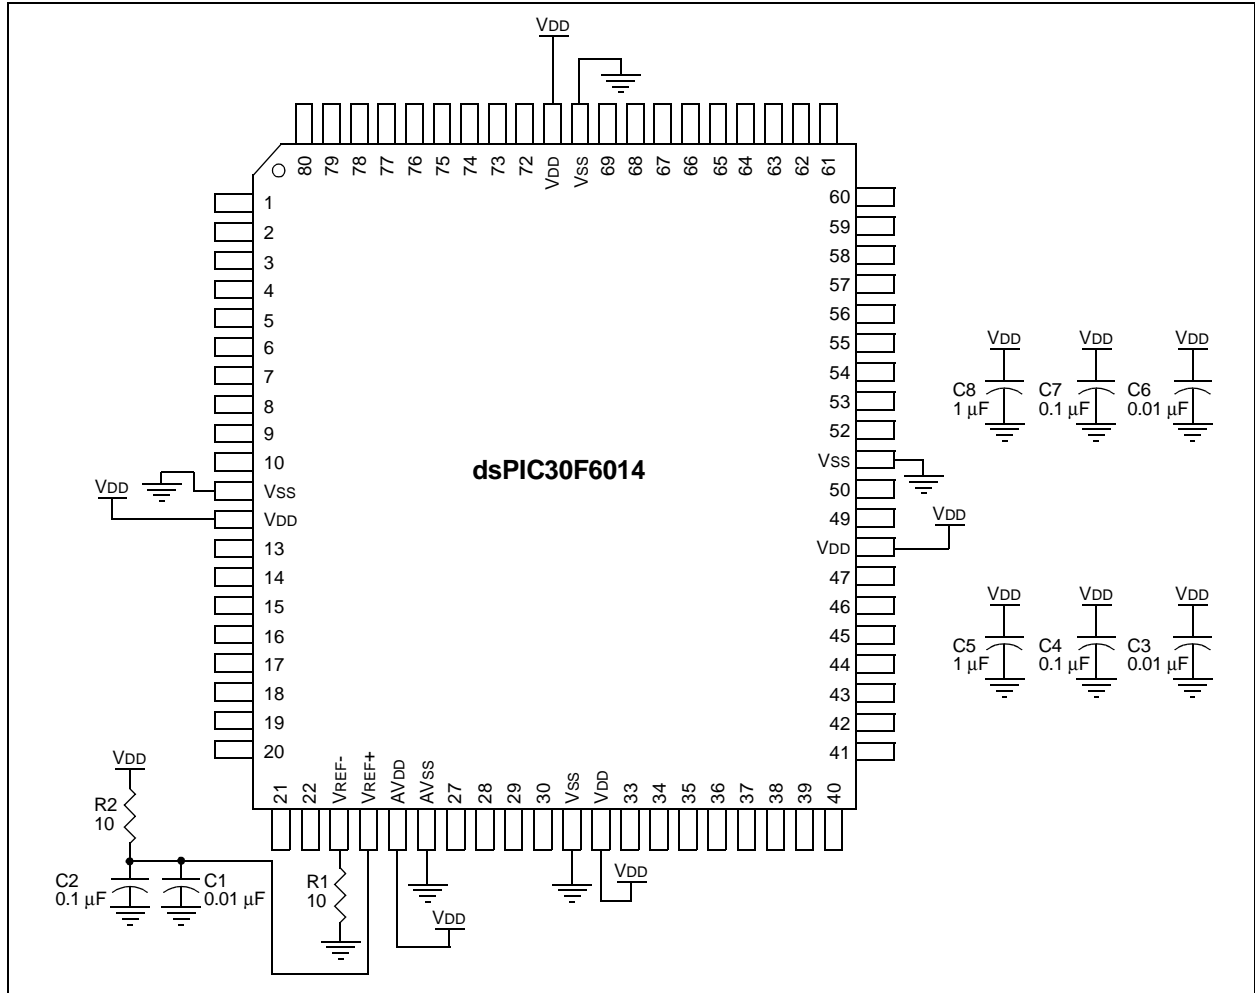 VDD
80 79 78 77 76 75 74 73 72 VDD VSS 69 68 67 66 65 64 63 62 61
1
2
3
4
5
6
7
8
9
10
VSS
VDD
13
14
15
16
17
18
19
20
VDD
dsPIC30F6014
60
59
58
57
56
55
54
53
52
VSS
50
49
VDD
47
46
45
44
43
42
41
VDD
VDD VDD VDD
C8 C7 C6
1 µF 0.1 µF 0.01 µF
VDD VDD VDD
C5 C4 C3
1 µF 0.1 µF 0.01 µF
21 22 VREF- VREF+ AVDD AVSS 27 28 29 30 VSS VDD 33 34 35 36 37 38 39 40
VDD
R2
10
C2 C1
0.1 µF 0.01 µF
R1
10
VDD
VDD